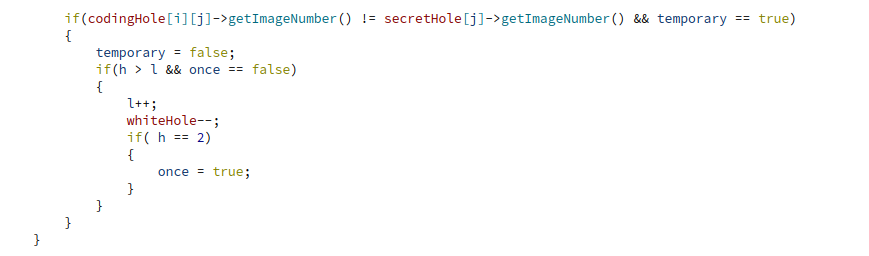 if(codingHole[i][j]->getImageNumber() != secretHole[j]->getImageNumber() && temporary == true)
{
temporary = false;
if(h > l && once == false)
{
l++;
whiteHole--;
if( h == 2)
{
once = true;
}
}
}
}